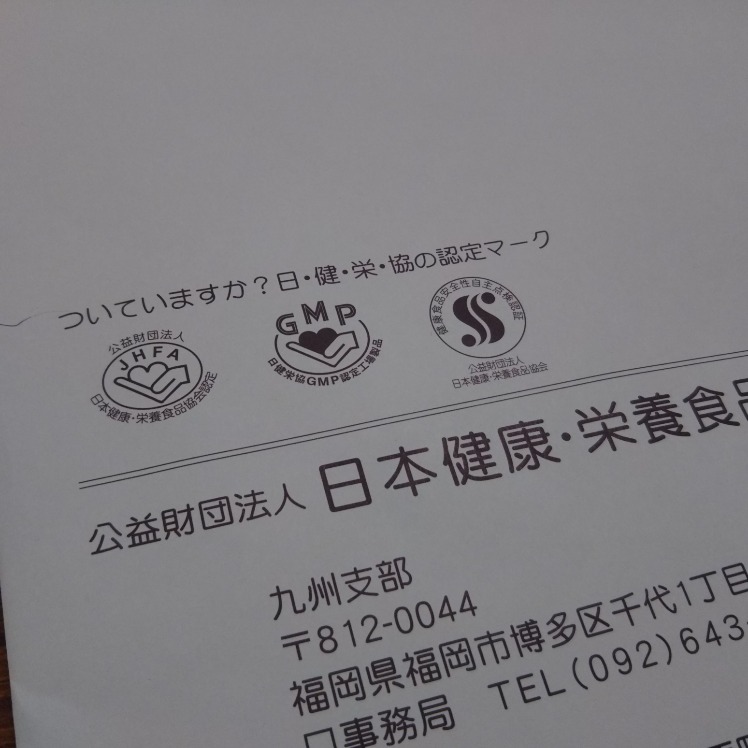 ついていますか?日・健・栄・協の認定マーク
公益財団法人
JHFA
日本健康・栄養食品協会認定
GMP
日健栄協GMP認定工場製品
健康食品安全性自主点検認証
公益財団法人
日本健康・栄養食品協会
公益財団法人 日本健康・栄養食品
九州支部
〒812-0044
福岡県福岡市博多区千代1丁目
TEL(092)643-
事務局